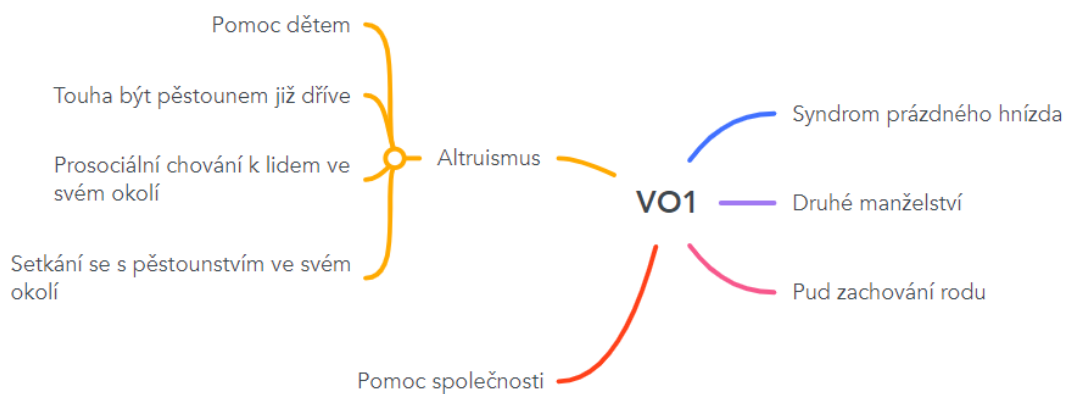 Pomoc dětem
Touha být pěstounem již dříve
Prosociální chování k lidem ve
svém okolí
Setkání se s pěstounstvím ve svém
okolí
Altruismus
Pomoc společnosti
VO1
Syndrom prázdného hnízda
Druhé manželství
Pud zachování rodu